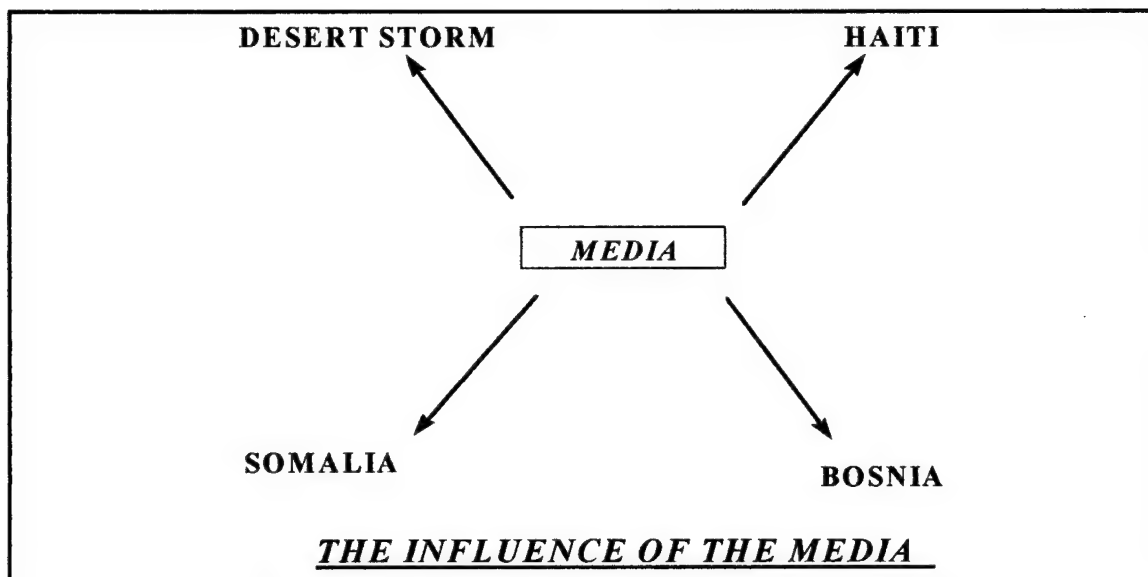 DESERT STORM HAITI
MEDIA
SOMALIA
BOSNIA
THE INFLUENCE OF THE MEDIA